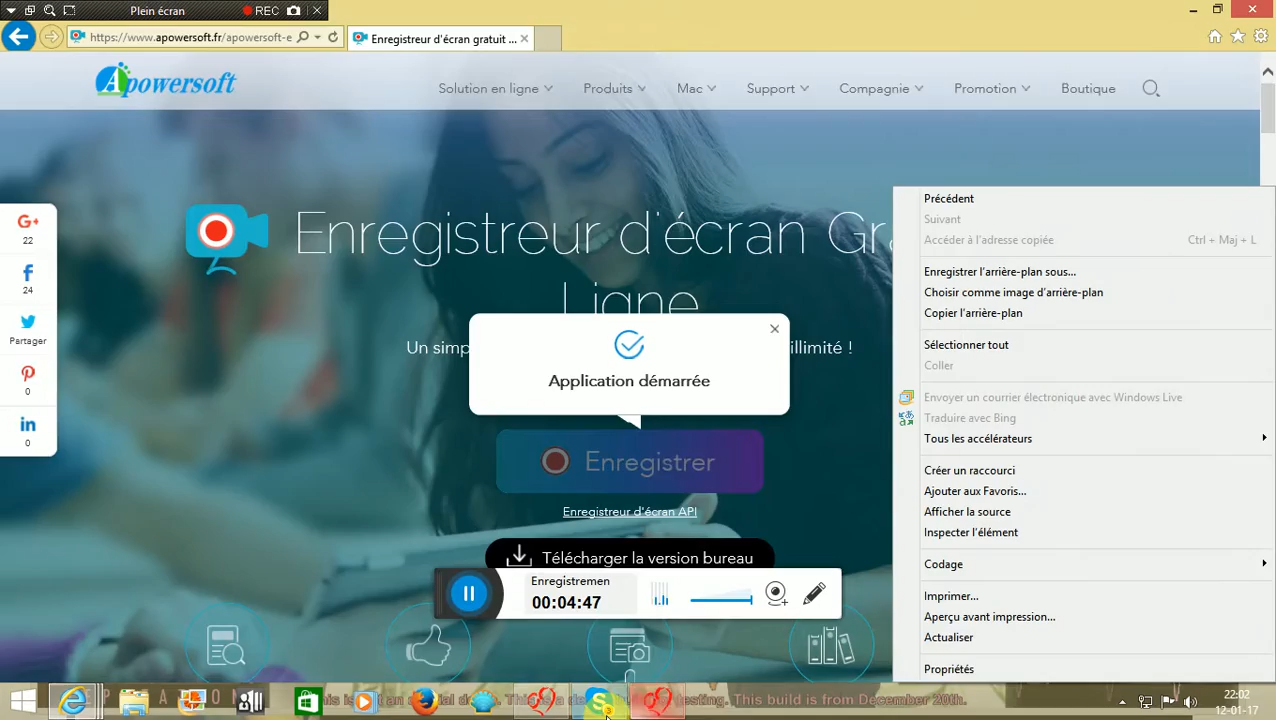 Plein écran
REC
https://www.apowersoft.fr/apowersoft-e
Enregistreur d'écran gratuit ...
Apowersoft
Solution en ligne
Produits
Mac
Support
Compagnie
Promotion
Boutique
22
24
Partager
0
0
Enregistreur d'écran Gra
Ligne
Un simp
illimité !
Application démarrée
Enregistrer
Enregistreur d'écran API
Télécharger la version bureau
Enregistremen
00:04:47
Précédent
Suivant
Accéder à l'adresse copiée Ctrl + Maj + L
Enregistrer l'arrière-plan sous...
Choisir comme image d'arrière-plan
Copier l'arrière-plan
Sélectionner tout
Coller
Envoyer un courrier électronique avec Windows Live
Traduire avec Bing
Tous les accélérateurs
Créer un raccourci
Ajouter aux Favoris...
Afficher la source
Inspecter l'élément
Codage
Imprimer...
Aperçu avant impression...
Actualiser
Propriétés
This build is from December 20th.
22:02
12-01-17